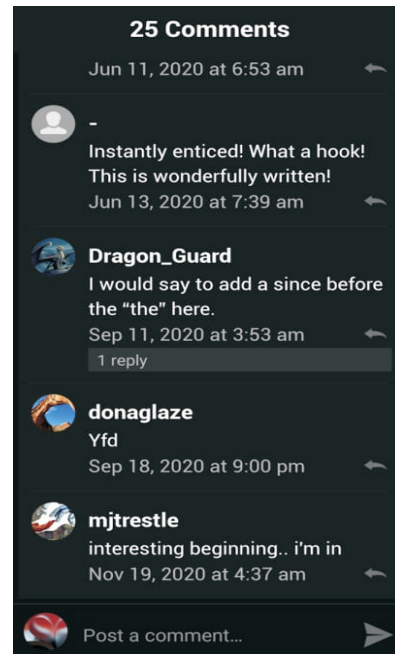 25 Comments
Jun 11, 2020 at 6:53 am
-
Instantly enticed! What a hook!
This is wonderfully written!
Jun 13, 2020 at 7:39 am
Dragon_Guard
I would say to add a since before
the “the” here.
Sep 11, 2020 at 3:53 am
1 reply
donaglaze
Yfd
Sep 18, 2020 at 9:00 pm
mjtrestle
interesting beginning.. i'm in
Nov 19, 2020 at 4:37 am
Post a comment...